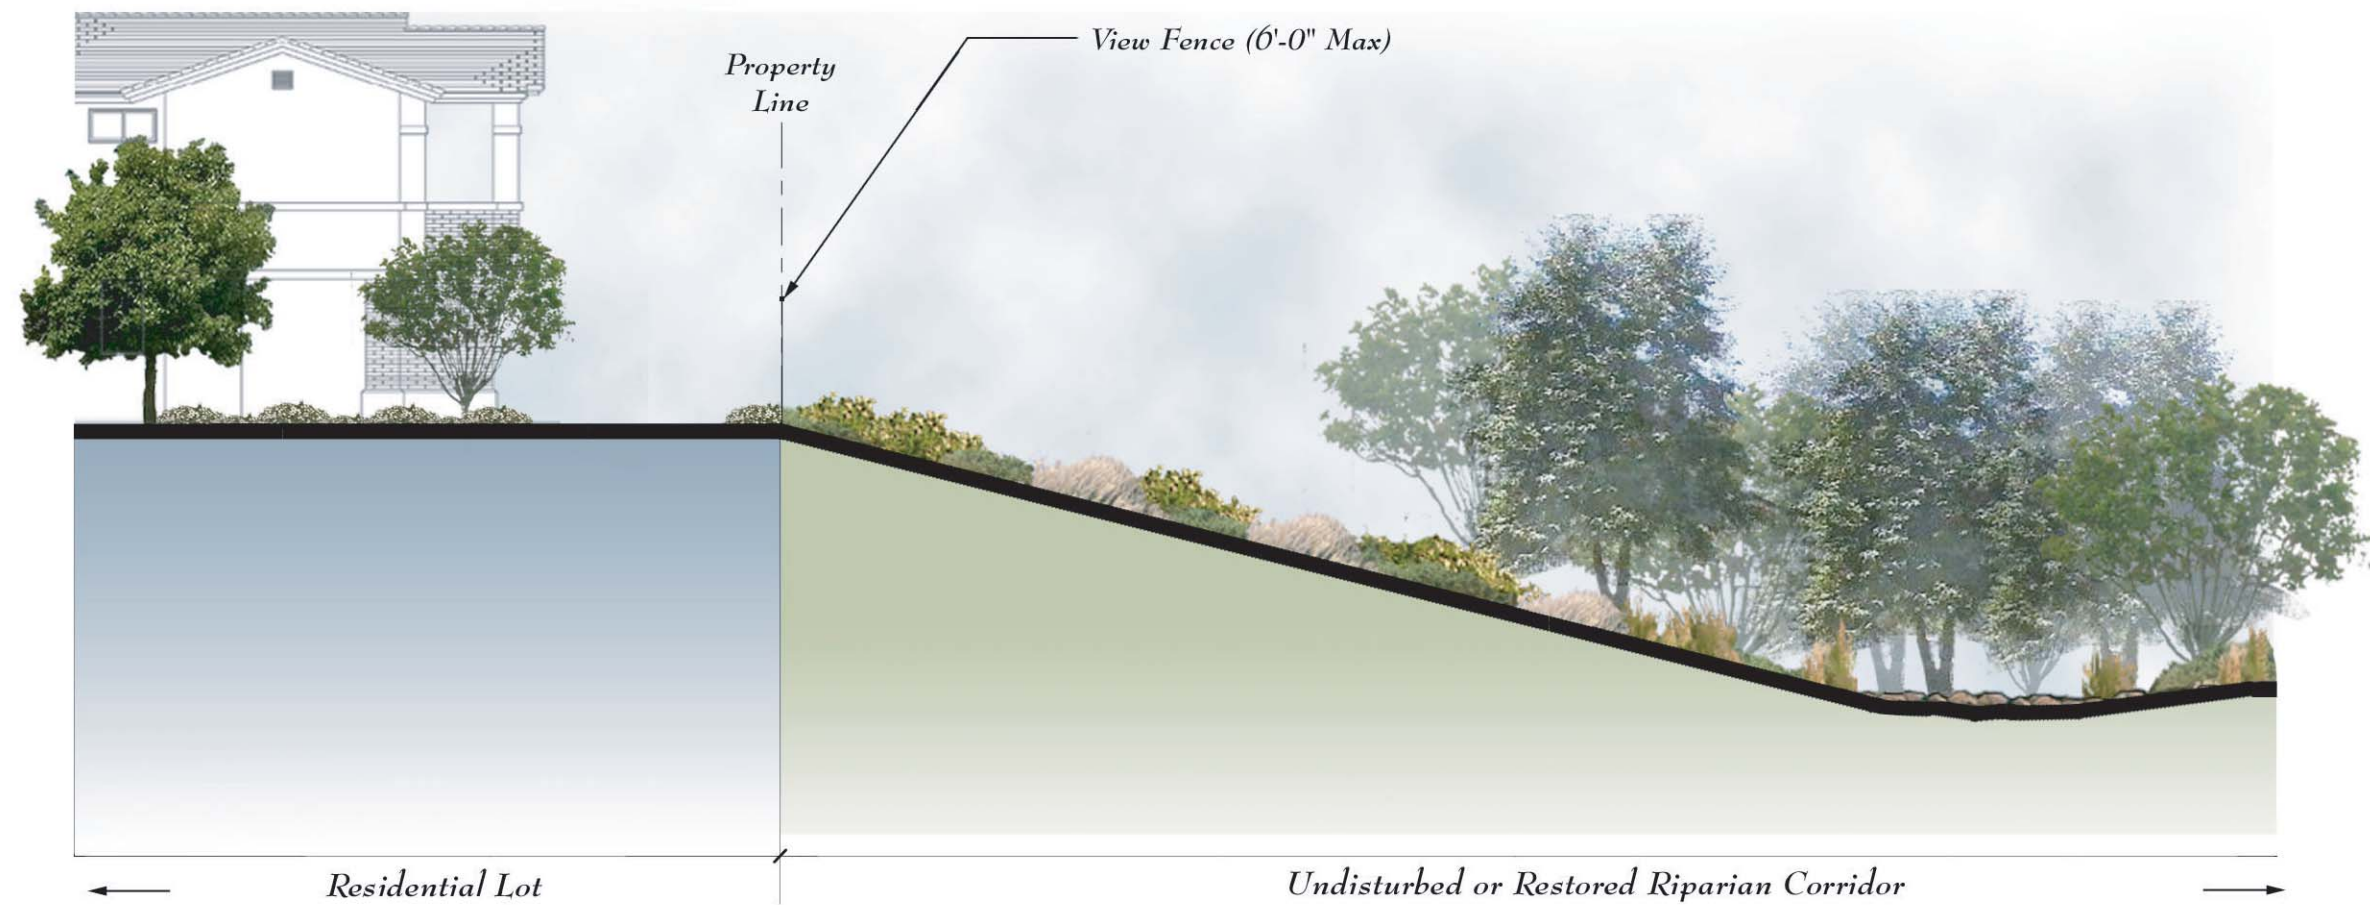 View Fence (6'-0" Max)
Property
Line
Residential Lot
Undisturbed or Restored Riparian Corridor